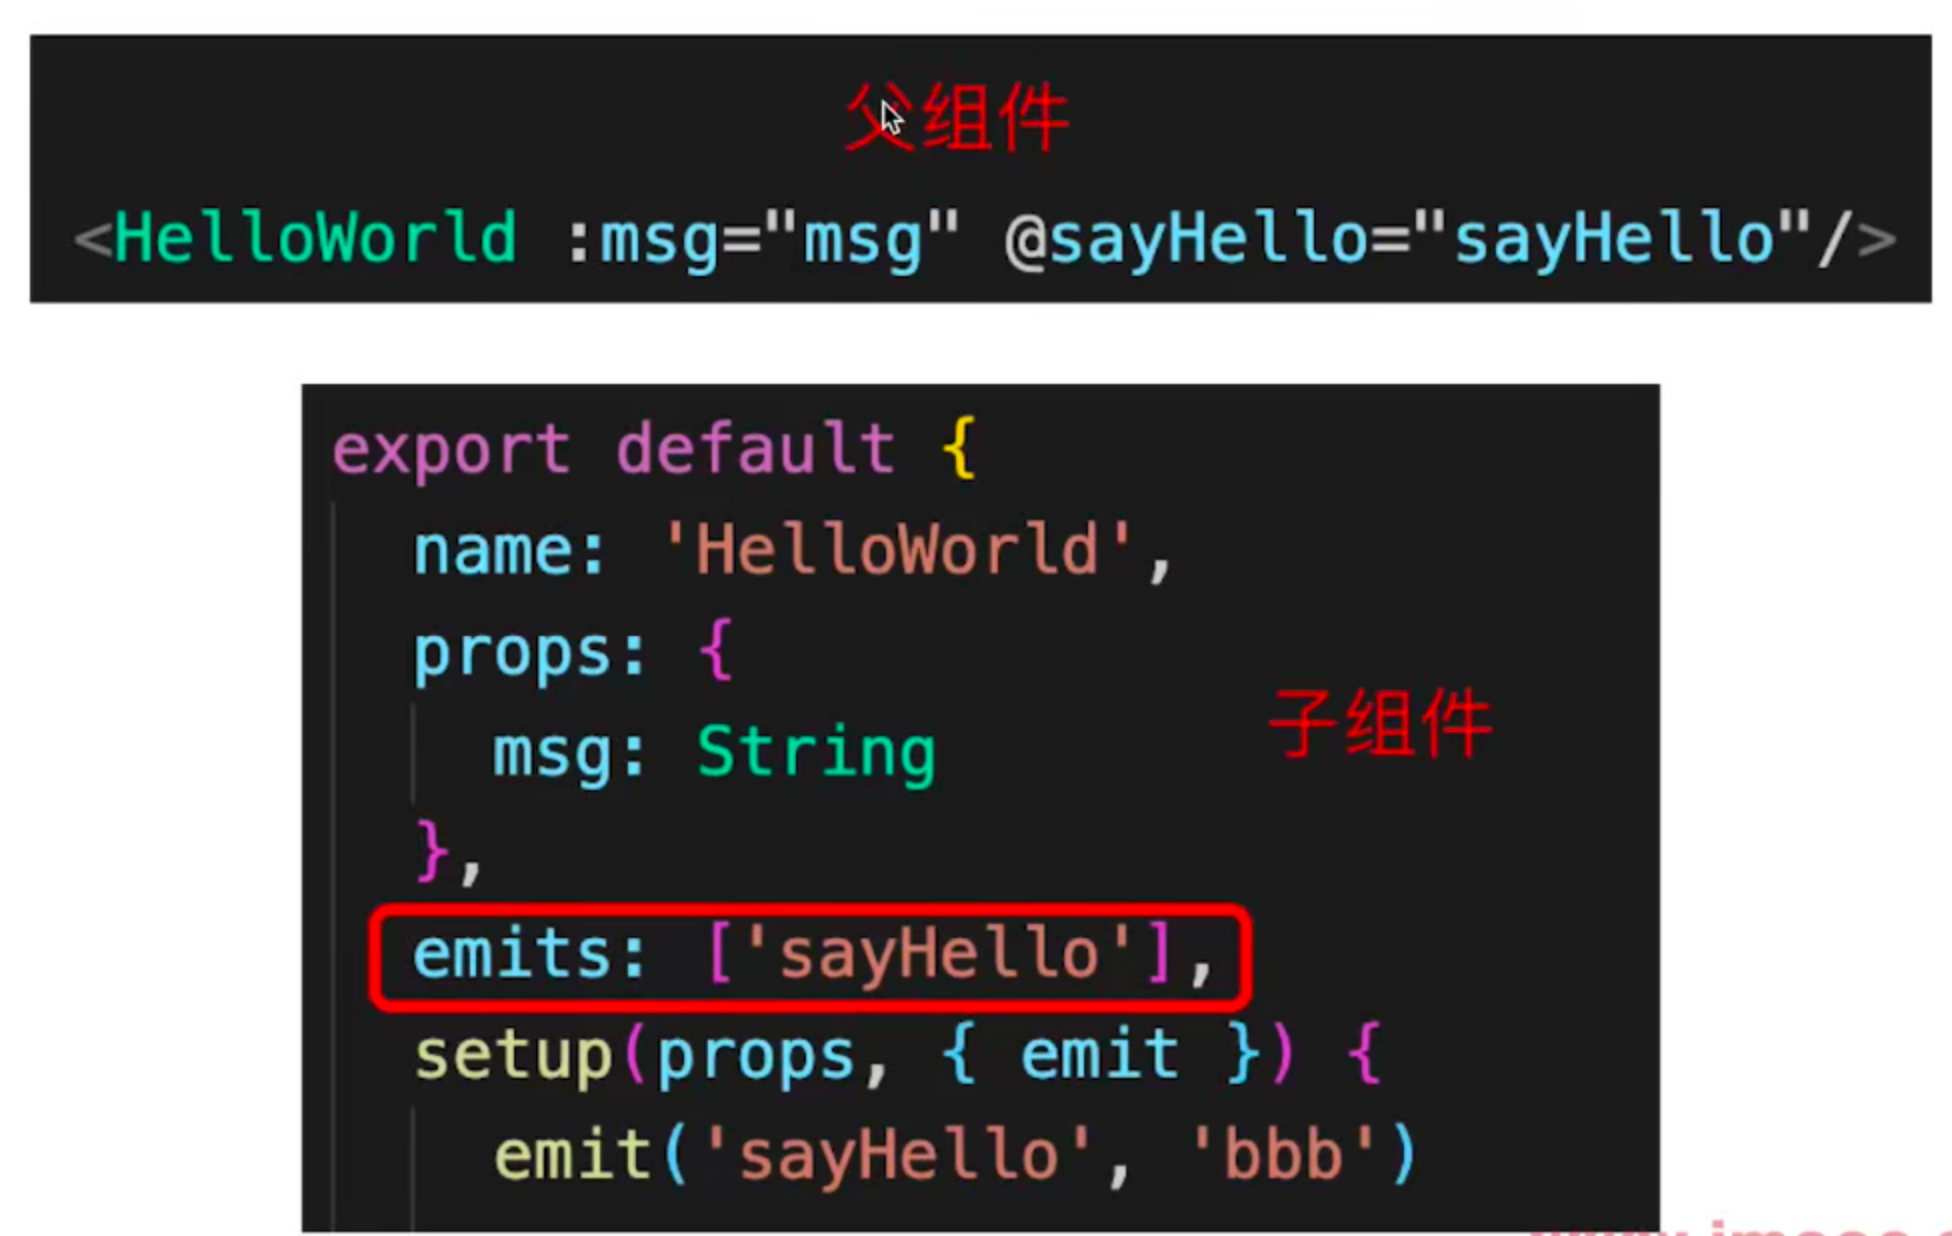 父组件
<HelloWorld :msg="msg" @sayHello="sayHello"/>
export default {
name: 'HelloWorld',
props: {
msg: String
子组件
},
emits: ['sayHello'],
setup(props, { emit }) {
emit('sayHello', 'bbb')